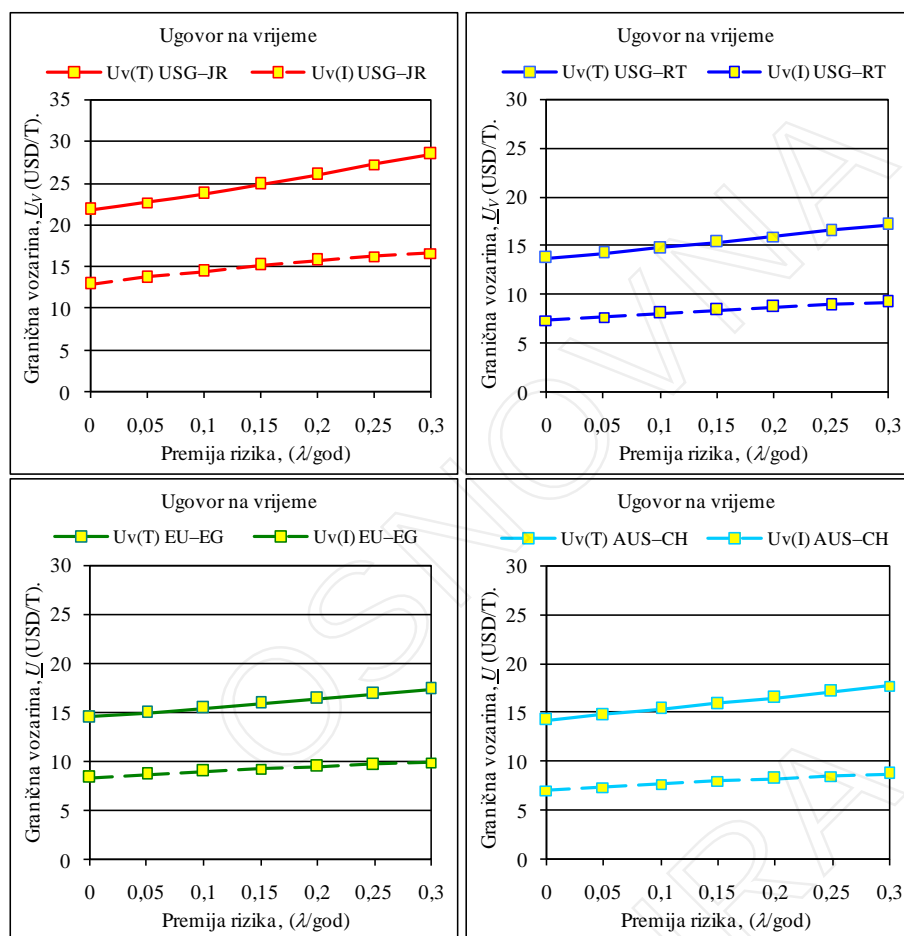 Ugovor na vrijeme
Uv(T) USG–JR Uv(I) USG–JR
35
30
25
20
15
10
5
0
Granična vozarina, Uv (USD/T).
0 0,05 0,1 0,15 0,2 0,25 0,3
Premija rizika, (λ/god)
Ugovor na vrijeme
Uv(T) USG–RT Uv(I) USG–RT
30
25
20
15
10
5
0
Granična vozarina, Uv (USD/T).
0 0,05 0,1 0,15 0,2 0,25 0,3
Premija rizika, (λ/god)
Ugovor na vrijeme
Uv(T) EU–EG Uv(I) EU–EG
30
25
20
15
10
5
0
Granična vozarina, U (USD/T).
0 0,05 0,1 0,15 0,2 0,25 0,3
Premija rizika, (λ/god)
Ugovor na vrijeme
Uv(T) AUS–CH Uv(I) AUS–CH
30
25
20
15
10
5
0
Granična vozarina, U (USD/T).
0 0,05 0,1 0,15 0,2 0,25 0,3
Premija rizika, (λ/god)
OSNOVNA